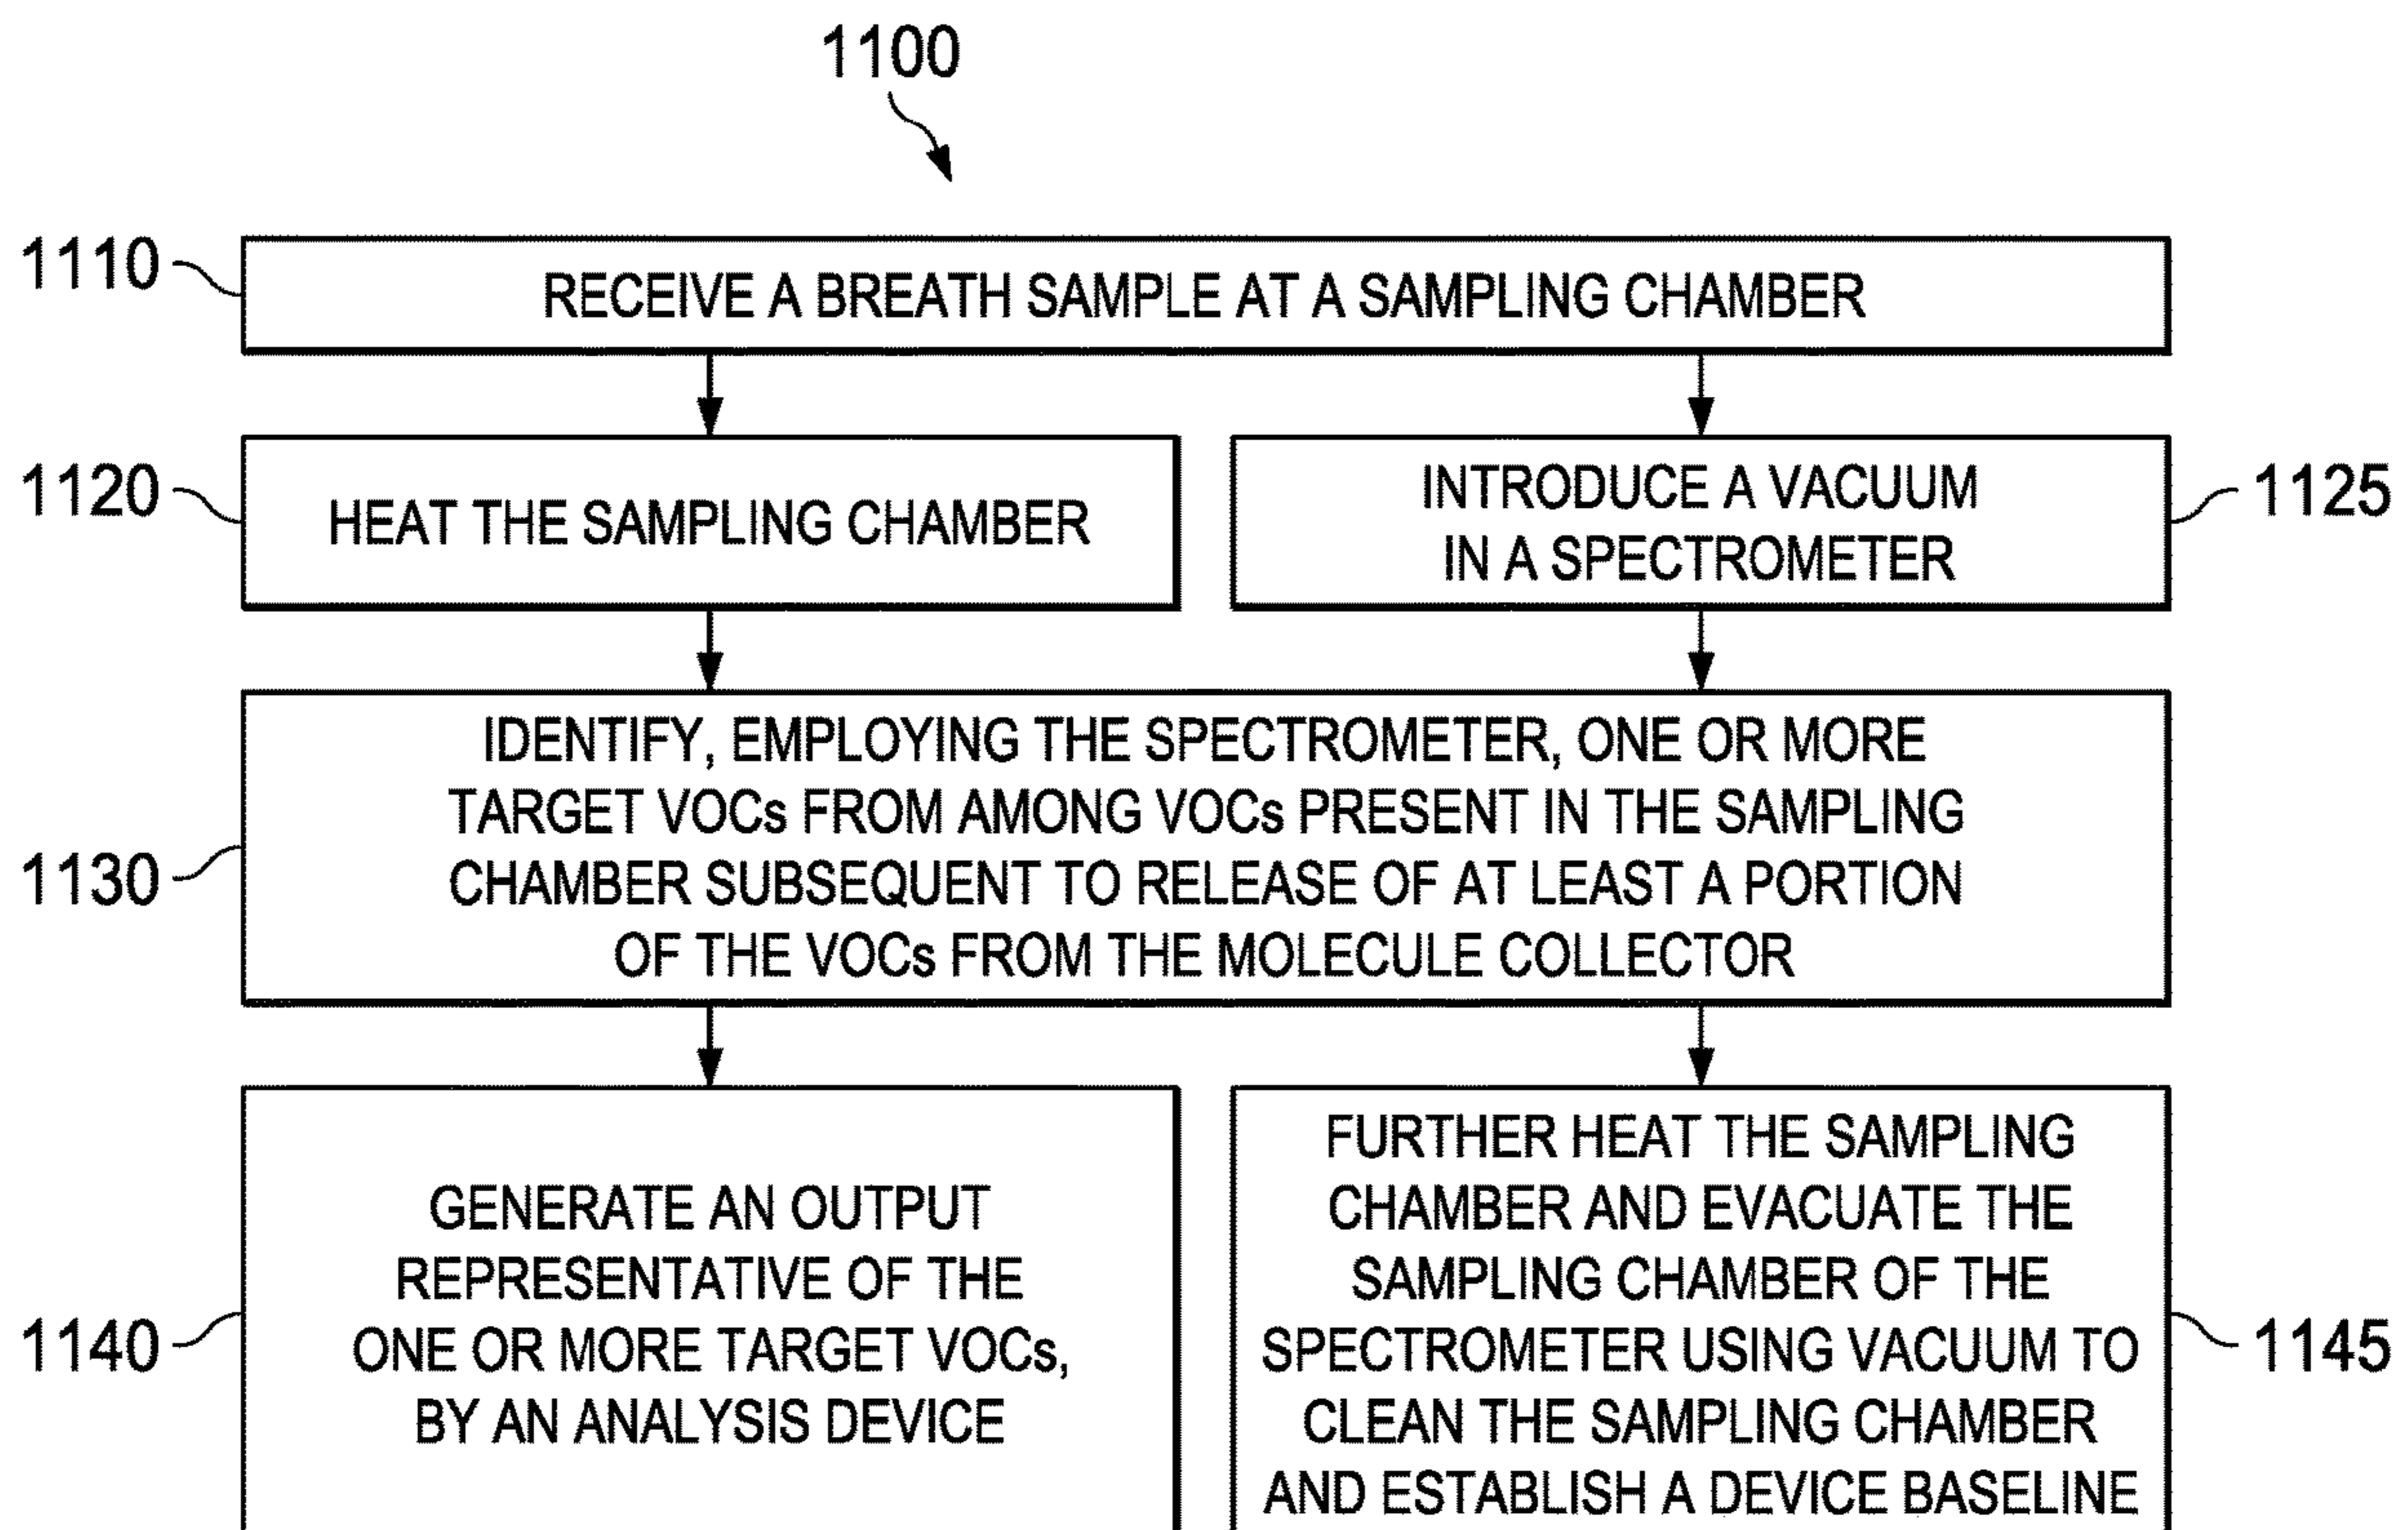 1100
1110
RECEIVE A BREATH SAMPLE AT A SAMPLING CHAMBER
1120
HEAT THE SAMPLING CHAMBER
INTRODUCE A VACUUM
IN A SPECTROMETER
1125
1130
IDENTIFY, EMPLOYING THE SPECTROMETER, ONE OR MORE
TARGET VOCs FROM AMONG VOCs PRESENT IN THE SAMPLING
CHAMBER SUBSEQUENT TO RELEASE OF AT LEAST A PORTION
OF THE VOCs FROM THE MOLECULE COLLECTOR
1140
GENERATE AN OUTPUT
REPRESENTATIVE OF THE
ONE OR MORE TARGET VOCs,
BY AN ANALYSIS DEVICE
FURTHER HEAT THE SAMPLING
CHAMBER AND EVACUATE THE
SAMPLING CHAMBER OF THE
SPECTROMETER USING VACUUM TO
CLEAN THE SAMPLING CHAMBER
AND ESTABLISH A DEVICE BASELINE
1145